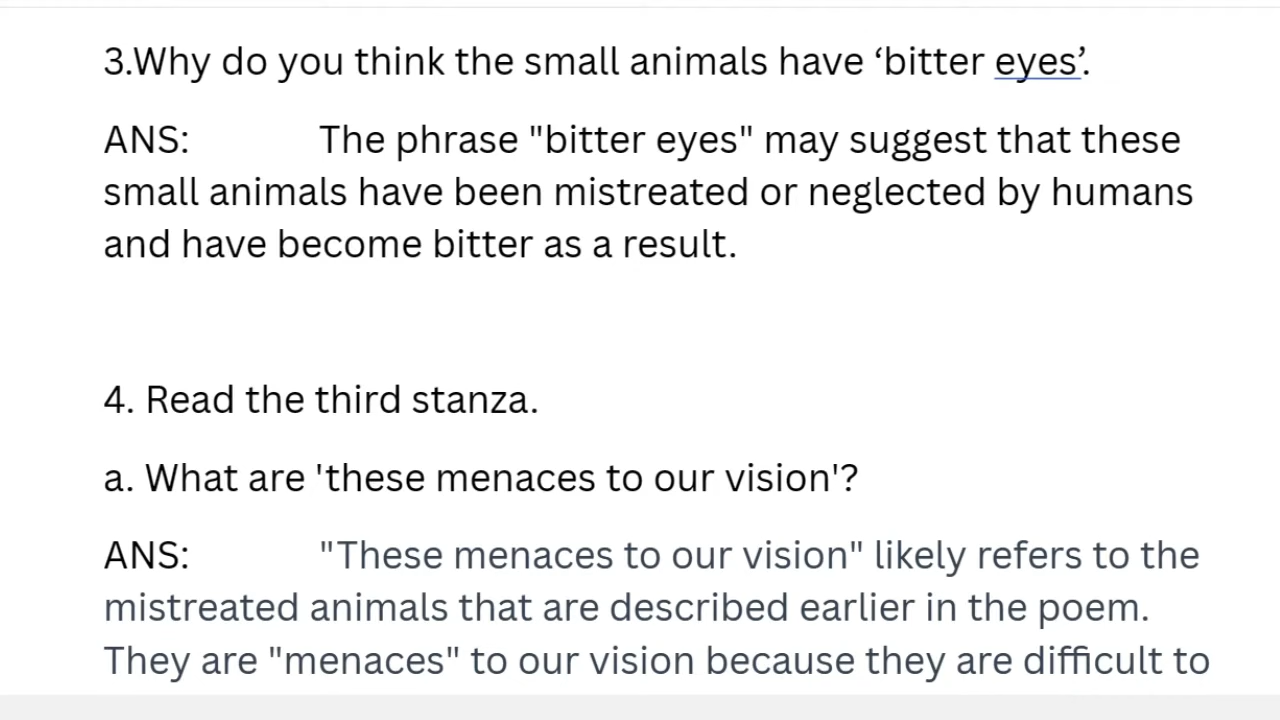 3.Why do you think the small animals have ‘bitter eyes’.
ANS: The phrase "bitter eyes" may suggest that these
small animals have been mistreated or neglected by humans
and have become bitter as a result.
4. Read the third stanza.
a. What are 'these menaces to our vision'?
ANS: "These menaces to our vision" likely refers to the
mistreated animals that are described earlier in the poem.
They are "menaces" to our vision because they are difficult to